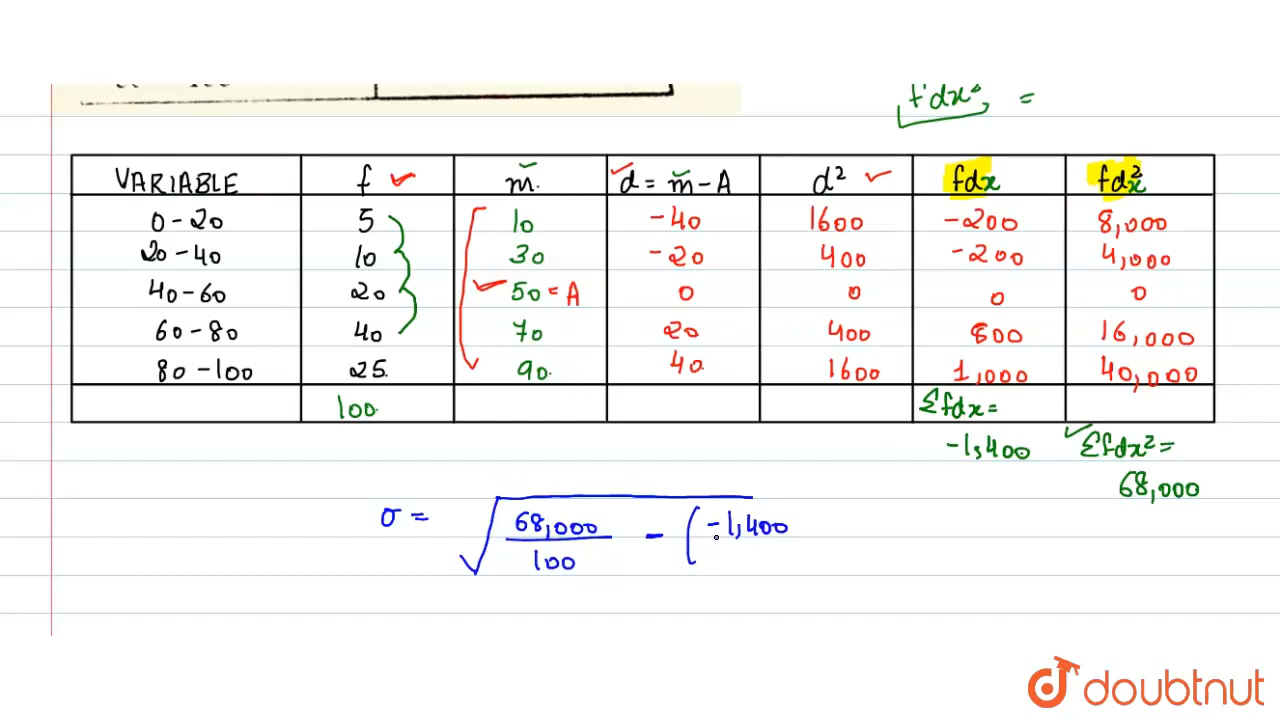 fdx² =
VARIABLE f m. d = m - A d² fdx fdx²
0-20 5 10 -40 1600 -200 8,000
20-40 10 30 -20 400 -200 4,000
40-60 20 50 = A 0 0 0 0
60-80 40 70 20 400 800 16,000
80-100 25. 90. 40. 1600 1,000 40,000
100. Σfdx=
-1,400 Σfdx²=
68,000
σ = √ 68,000 - ( -1,400
100
doubtnut